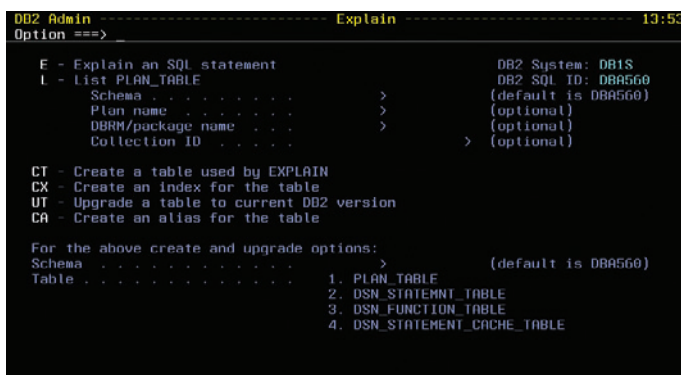 DB2 Admin --------------------------- Explain --------------------------- 13:53
Option ===> _
E - Explain an SQL statement DB2 System: DB1S
L - List PLAN_TABLE DB2 SQL ID: DBA560
Schema . . . . . . . . . > (default is DBA560)
Plan name . . . . . . . > (optional)
DBRM/package name . . . > (optional)
Collection ID . . . . . > (optional)
CT - Create a table used by EXPLAIN
CX - Create an index for the table
UT - Upgrade a table to current DB2 version
CA - Create an alias for the table
For the above create and upgrade options:
Schema . . . . . . . . . . . . . > (default is DBA560)
Table . . . . . . . . . . . . . . 1. PLAN_TABLE
2. DSN_STATEMNT_TABLE
3. DSN_FUNCTION_TABLE
4. DSN_STATEMENT_CACHE_TABLE